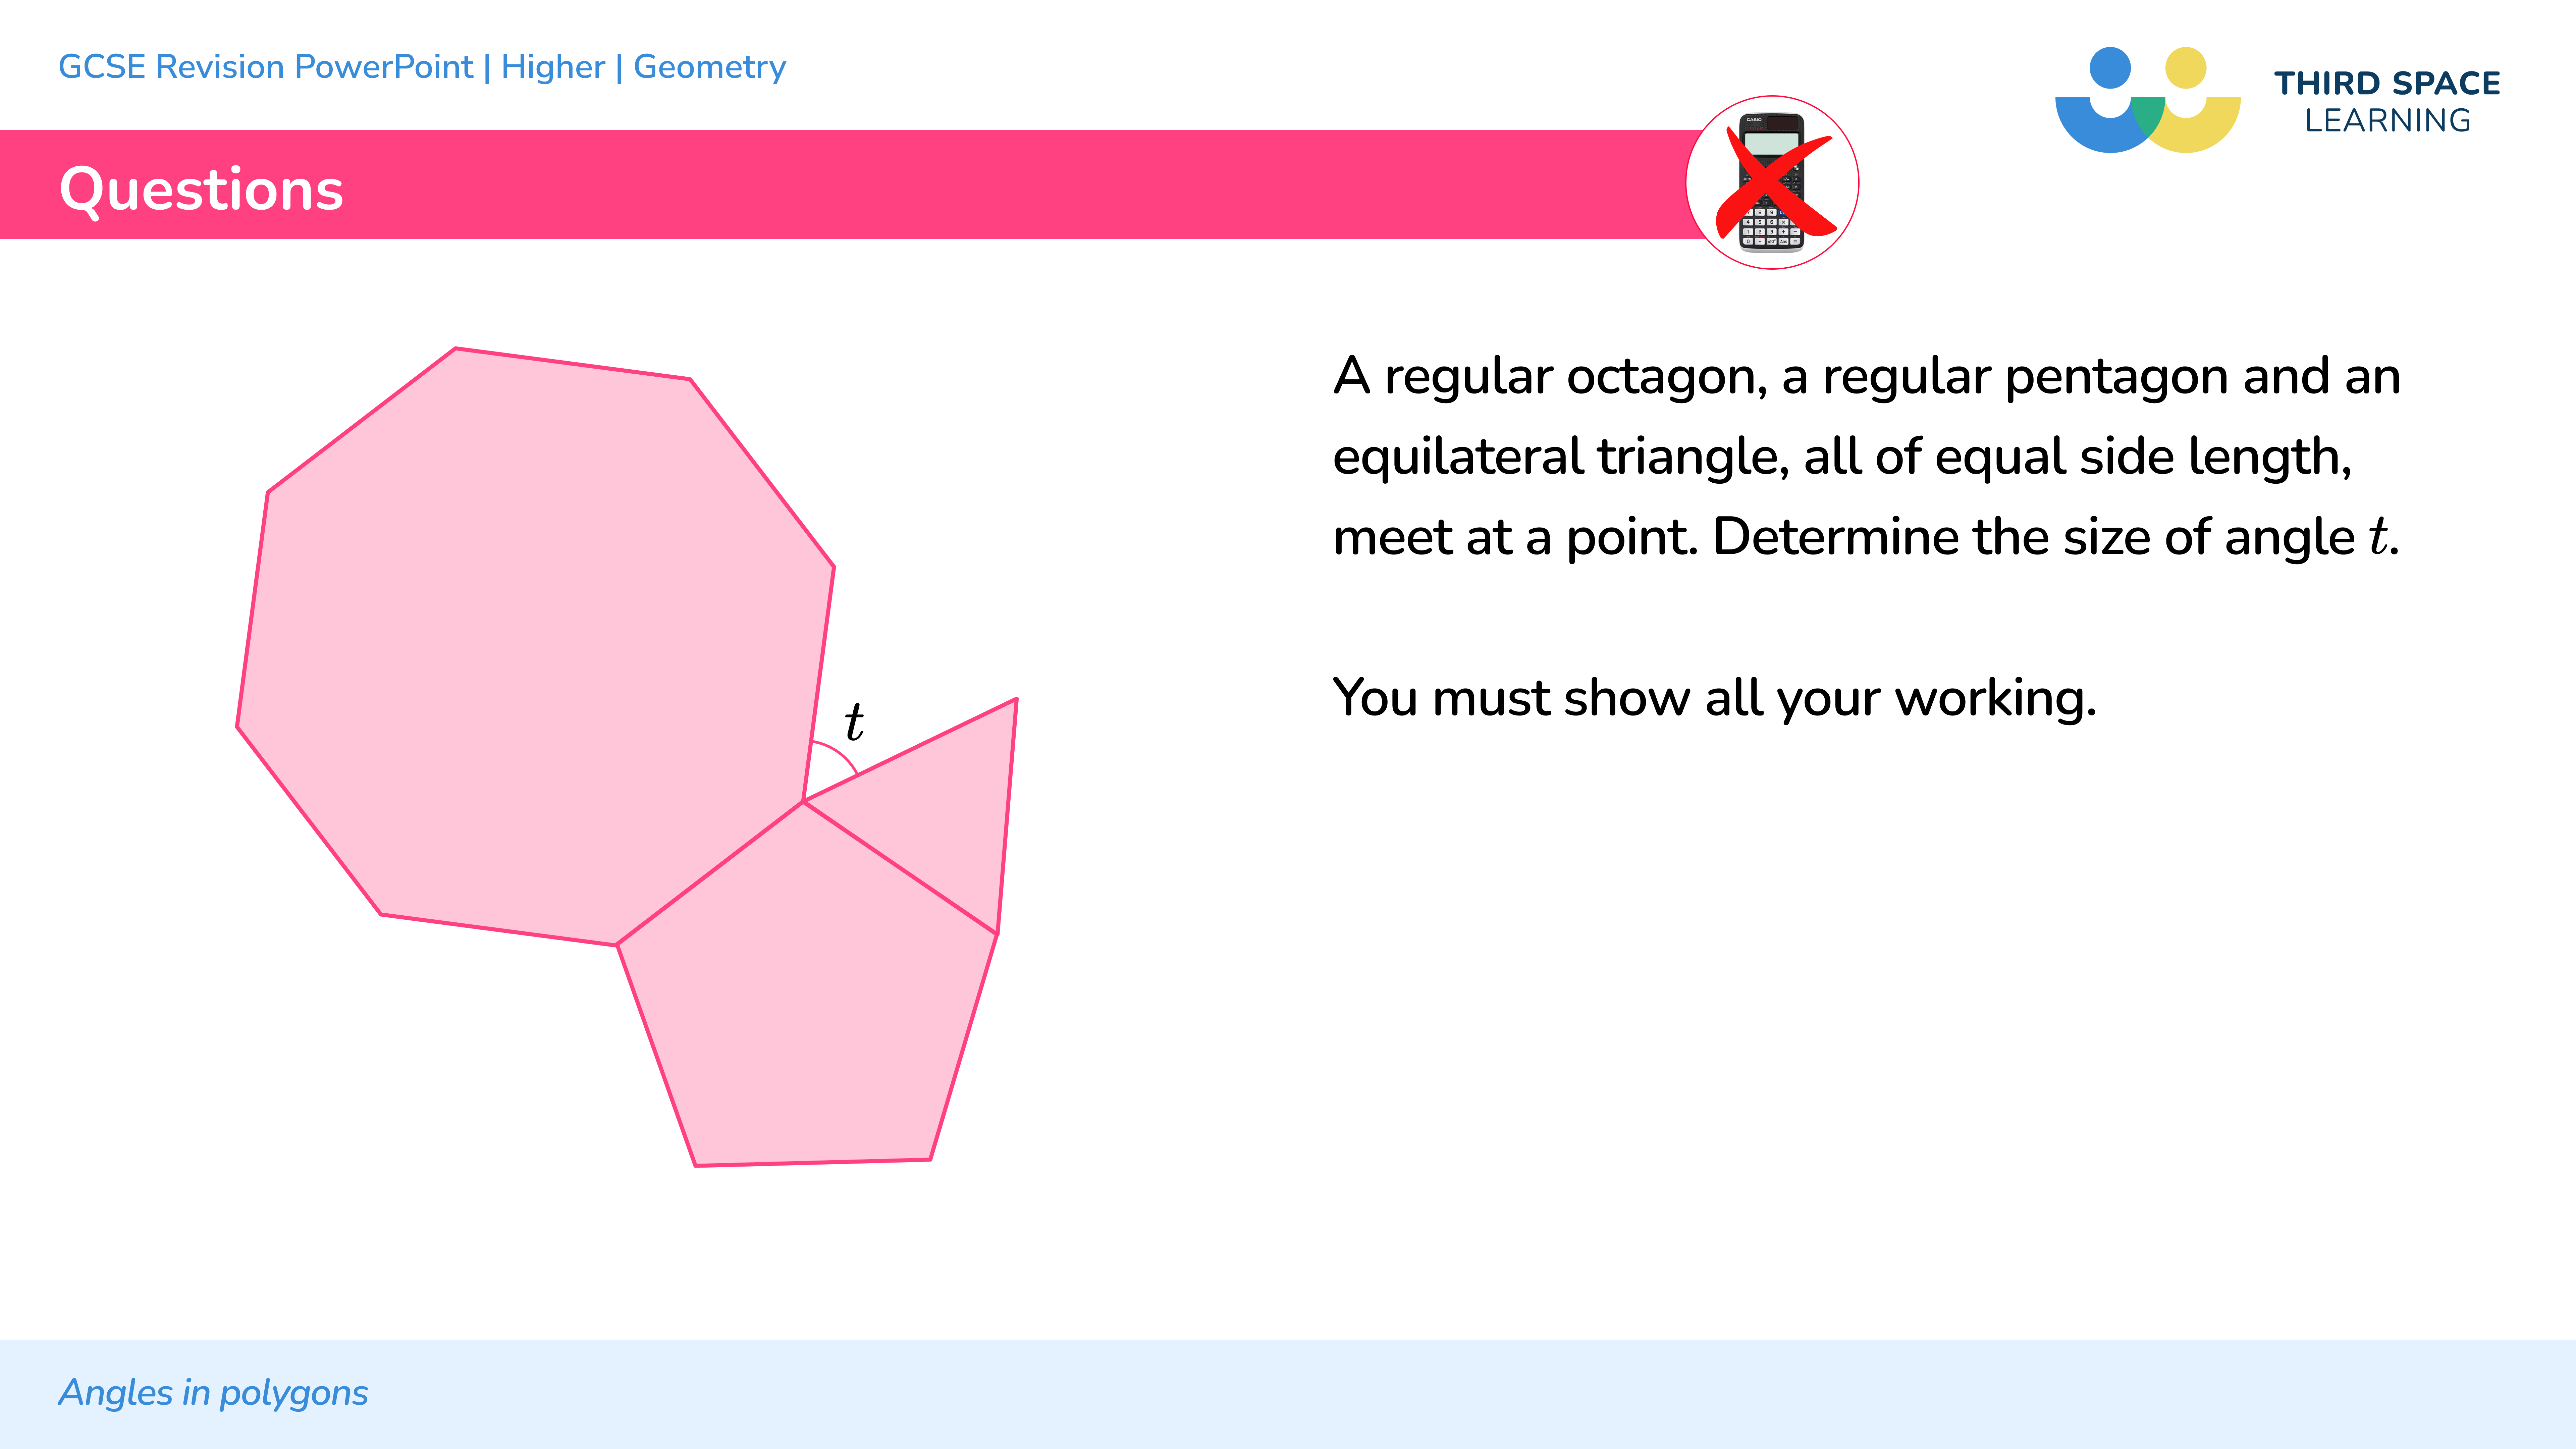 GCSE Revision PowerPoint | Higher | Geometry
THIRD SPACE
LEARNING
Questions
CASIO
A regular octagon, a regular pentagon and an
equilateral triangle, all of equal side length,
meet at a point. Determine the size of angle t.
You must show all your working.
t
Angles in polygons